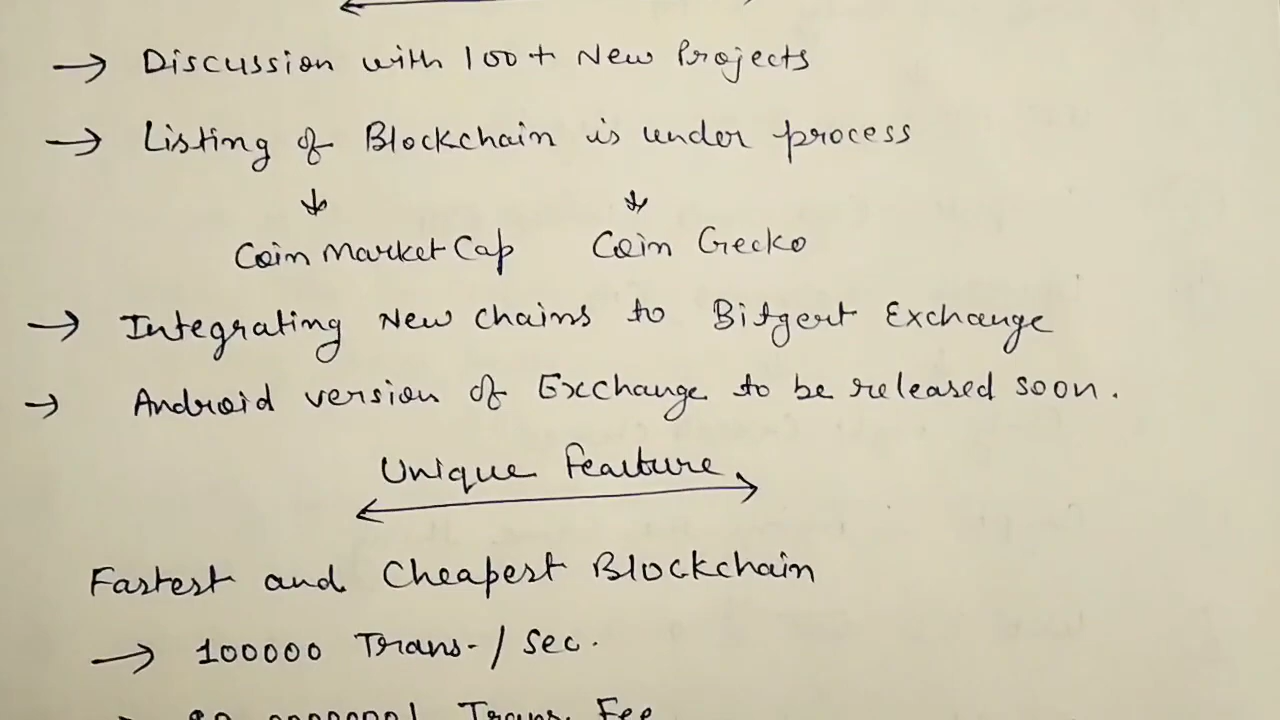 → Discussion with 100+ New Projects
→ Listing of Blockchain is under process
↓ ↓
Coin Market Cap Coin Gecko
→ Integrating New Chains to Bitgert Exchange
→ Android version of Exchange to be released soon.
Unique Feature
Fastest and Cheapest Blockchain
→ 100000 Trans. / Sec.
Trans. Fee